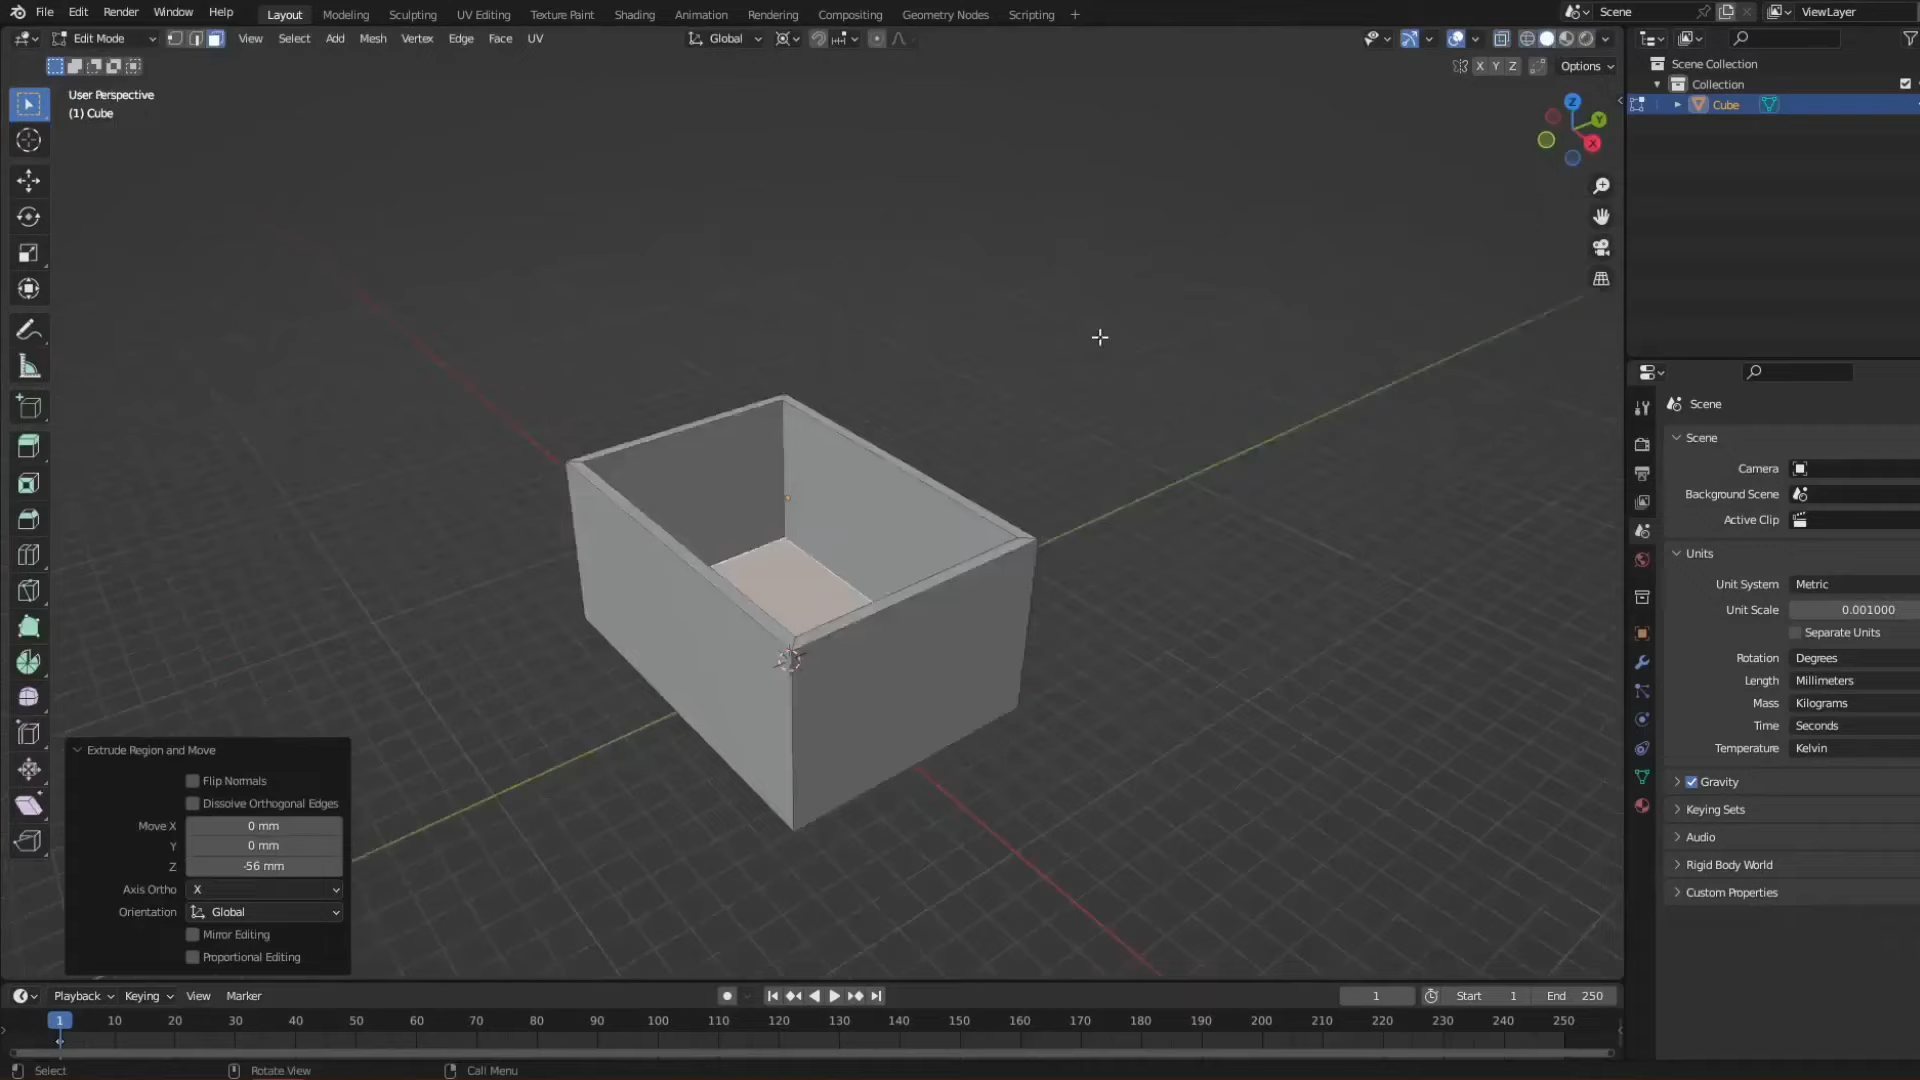 File Edit Render Window Help Layout Modeling Sculpting UV Editing Texture Paint Shading Animation Rendering Compositing Geometry Nodes Scripting + Scene ViewLayer
Edit Mode View Select Add Mesh Vertex Edge Face UV Global
X Y Z Options
User Perspective
(1) Cube
Z
Y
X
Scene Collection
Collection
Cube
Scene
Scene
Camera
Background Scene
Active Clip
Units
Unit System Metric
Unit Scale 0.001000
Separate Units
Rotation Degrees
Length Millimeters
Mass Kilograms
Time Seconds
Temperature Kelvin
Gravity
Keying Sets
Audio
Rigid Body World
Custom Properties
Extrude Region and Move
Flip Normals
Dissolve Orthogonal Edges
Move X 0 mm
Y 0 mm
Z -56 mm
Axis Ortho X
Orientation Global
Mirror Editing
Proportional Editing
Playback Keying View Marker 1 Start 1 End 250
1 10 20 30 40 50 60 70 80 90 100 110 120 130 140 150 160 170 180 190 200 210 220 230 240 250
Select Rotate View Call Menu